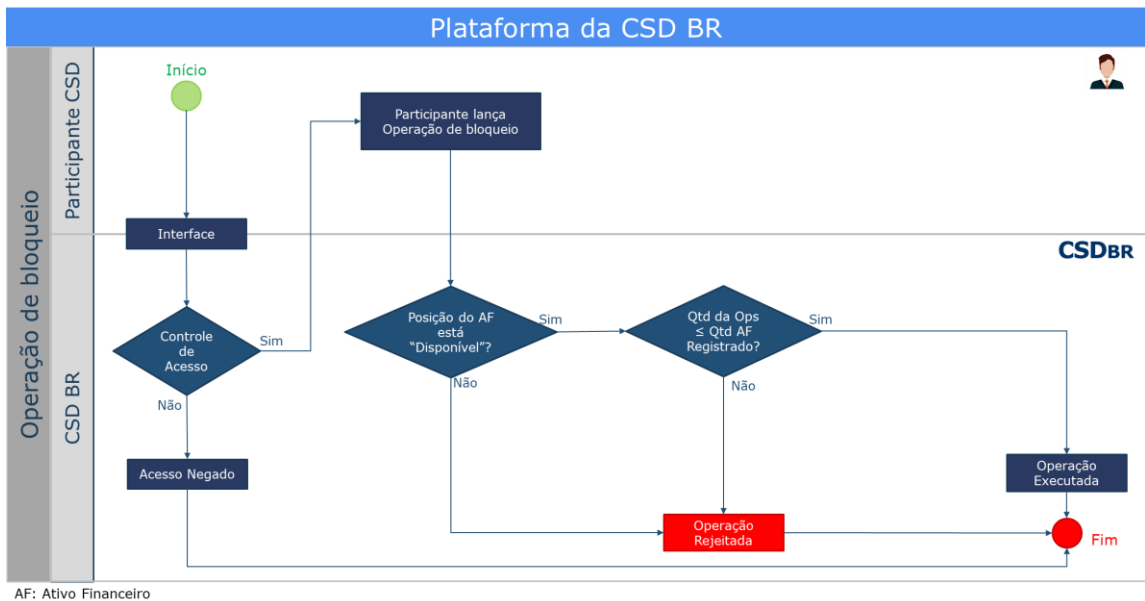 Plataforma da CSD BR
Operação de bloqueio
Participante CSD
Início
Participante lança
Operação de bloqueio
Interface
CSD BR
CSDBR
Controle
de
Acesso
Sim
Não
Posição do AF
está
“Disponível”?
Sim
Não
Qtd da Ops
≤ Qtd AF
Registrado?
Sim
Não
Acesso Negado
Operação
Executada
Operação
Rejeitada
Fim
AF: Ativo Financeiro